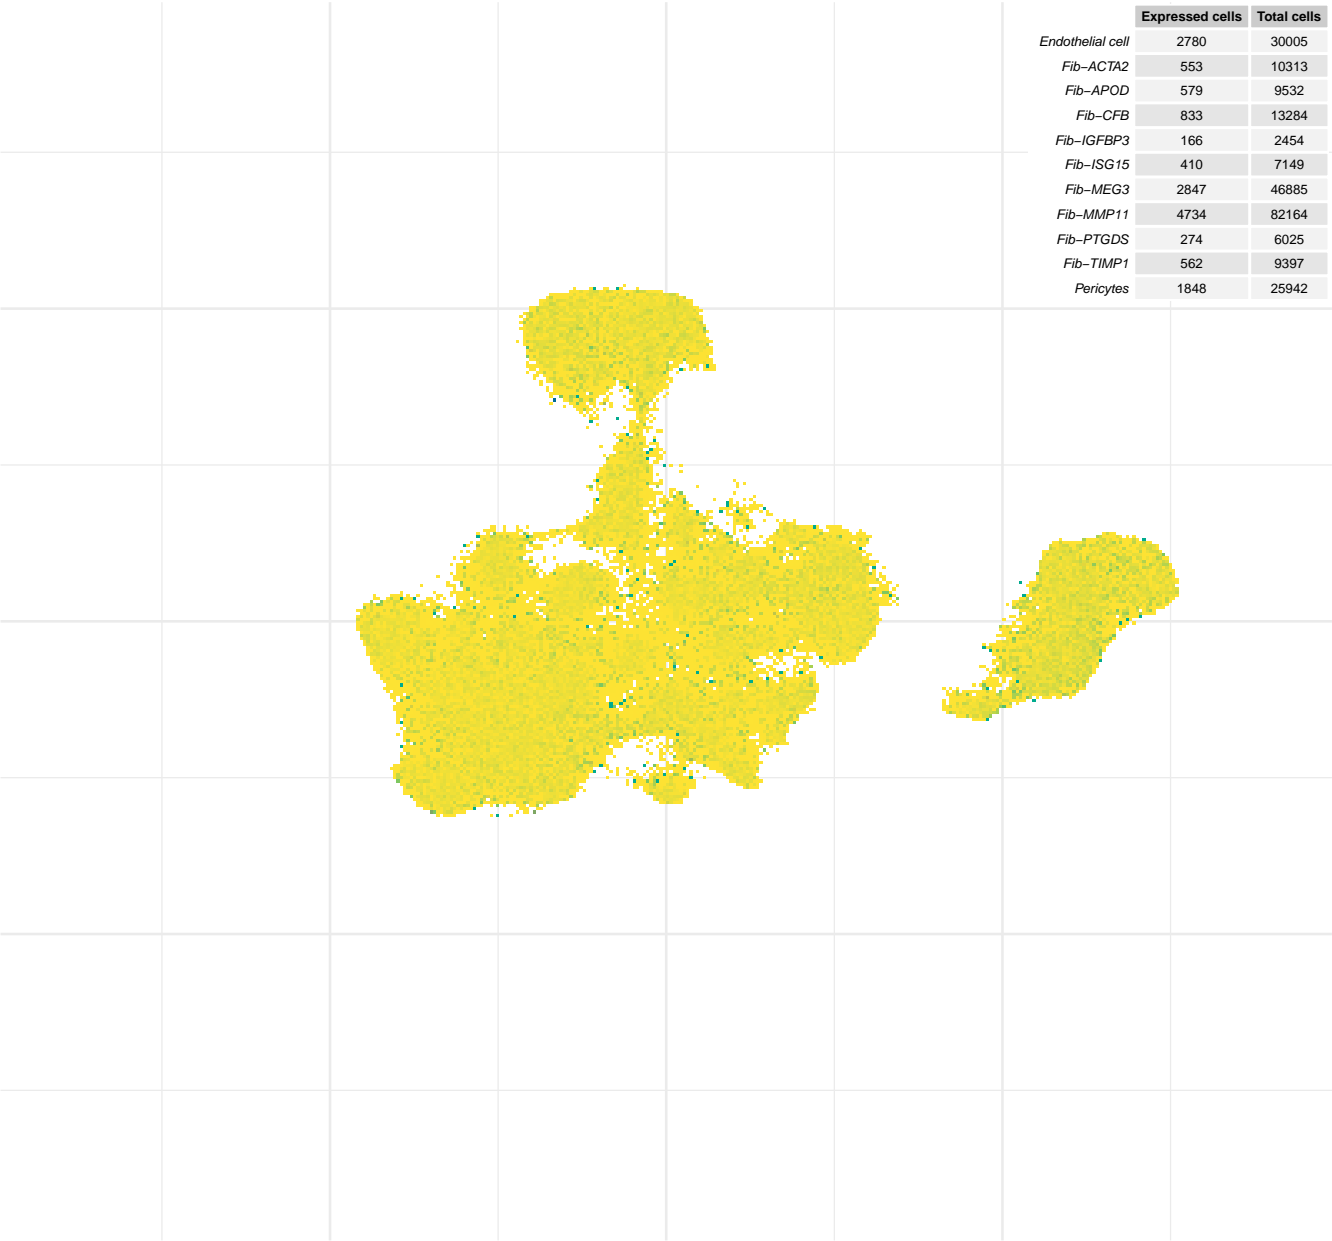 Expressed cells Total cells
Endothelial cell 2780 30005
Fib−ACTA2 553 10313
Fib−APOD 579 9532
Fib−CFB 833 13284
Fib−IGFBP3 166 2454
Fib−ISG15 410 7149
Fib−MEG3 2847 46885
Fib−MMP11 4734 82164
Fib−PTGDS 274 6025
Fib−TIMP1 562 9397
Pericytes 1848 25942